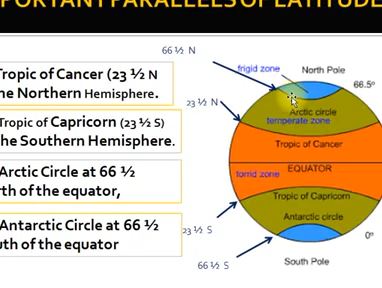 PORTANT PARALLELS OF LATITUDE
66 ½ N
frigid zone
North Pole
Tropic of Cancer (23 ½ N
he Northern Hemisphere.
66.5°
23 ½ N
Arctic circle
temperate zone
Tropic of Capricorn (23 ½ S)
he Southern Hemisphere.
Tropic of Cancer
EQUATOR
Arctic Circle at 66 ½
rth of the equator,
torrid zone
Tropic of Capricorn
Antarctic circle
Antarctic Circle at 66 ½
uth of the equator
23 ½ S
0°
66 ½ S
South Pole